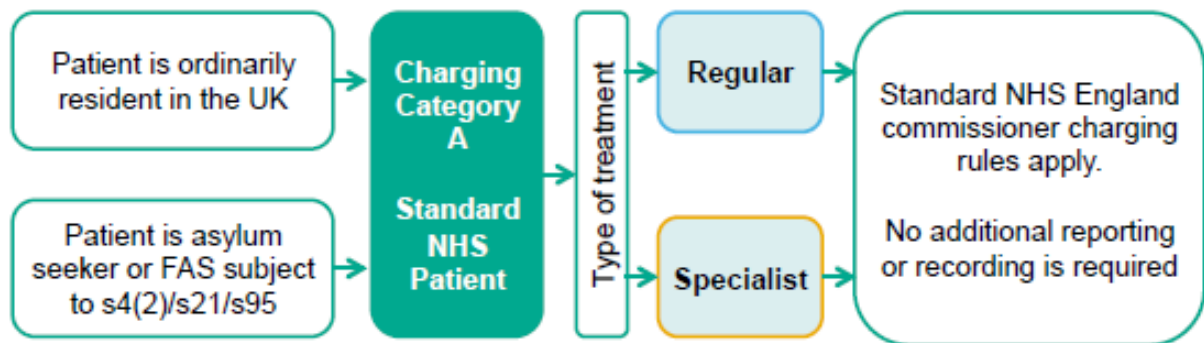 Patient is ordinarily
resident in the UK
Patient is asylum
seeker or FAS subject
to s4(2)/s21/s95
Charging
Category
A
Standard
NHS
Patient
Type of treatment
Regular
Specialist
Standard NHS England
commissioner charging
rules apply.
No additional reporting
or recording is required